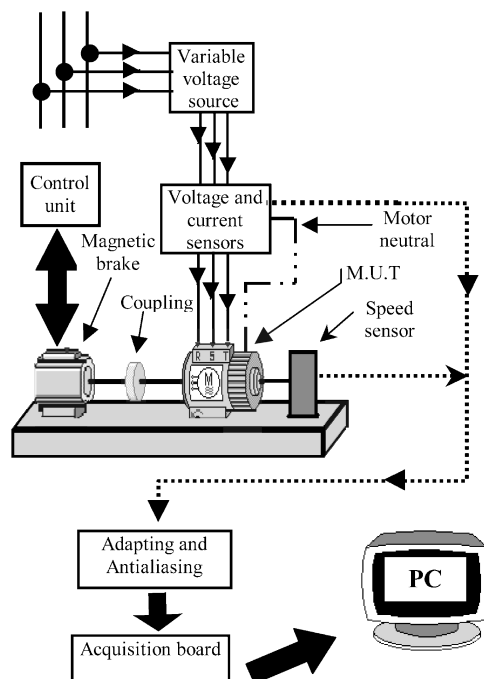 Variable
voltage
source
Control
unit
Voltage and
current
sensors
Motor
neutral
Magnetic
brake
Coupling
M.U.T
Speed
sensor
R S T
M
Adapting and
Antialiasing
PC
Acquisition board